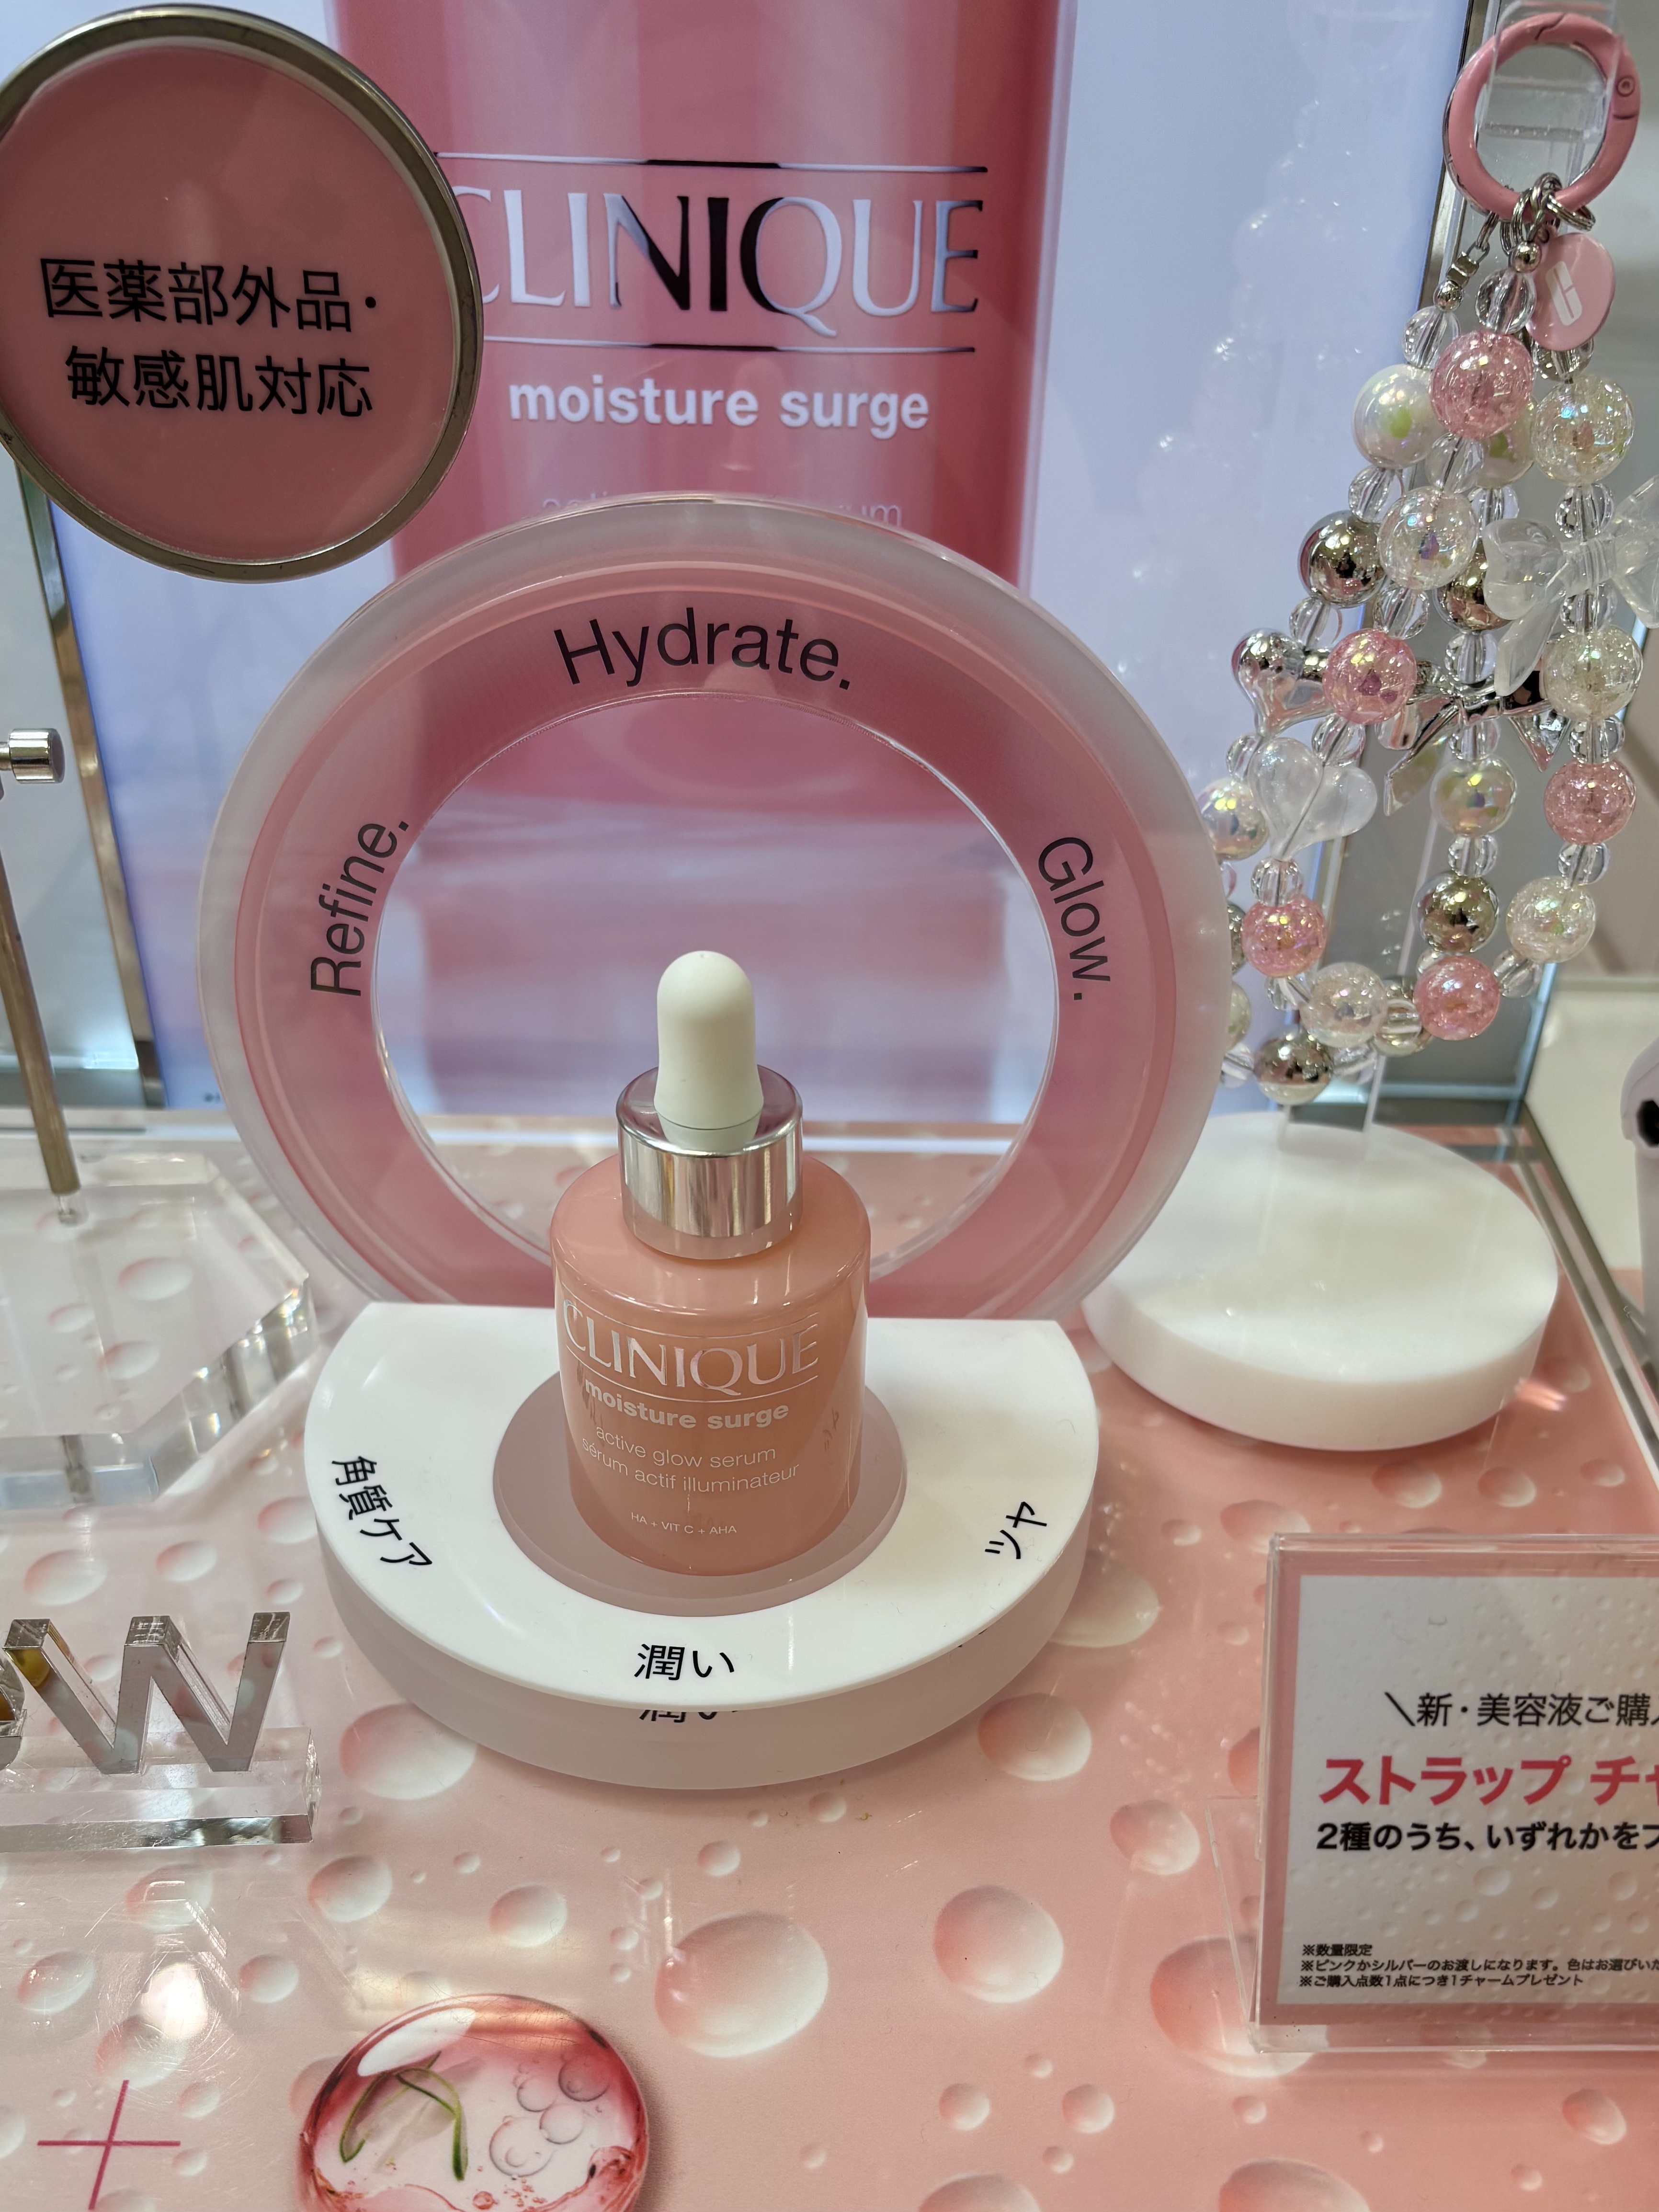 医薬部外品・
敏感肌対応
CLINIQUE
moisture surge
Hydrate.
Refine.
Glow.
CLINIQUE
moisture surge
active glow serum
sérum actif illuminateur
HA + VIT C + AHA
角質ケア
潤い
ツヤ
W
＼新・美容液ご購入
ストラップ チャ
2種のうち、いずれかをプ
※数量限定
※ピンクかシルバーのお渡しになります。色はお選びいた
※ご購入点数1点につき1チャームプレゼント